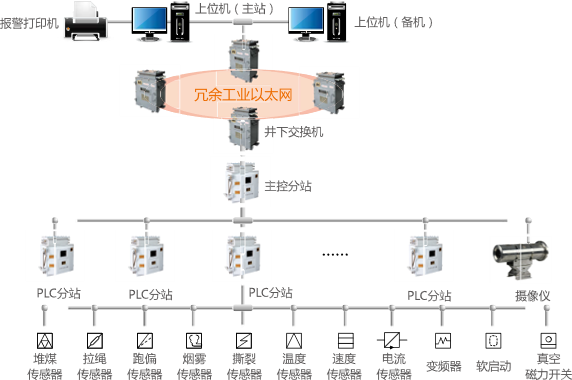 报警打印机
上位机（主站）
上位机（备机）
冗余工业以太网
井下交换机
主控分站
......
PLC分站
PLC分站
PLC分站
PLC分站
摄像仪
堆煤
传感器
拉绳
传感器
跑偏
传感器
烟雾
传感器
撕裂
传感器
温度
传感器
速度
传感器
电流
传感器
变频器
软启动
真空
磁力开关